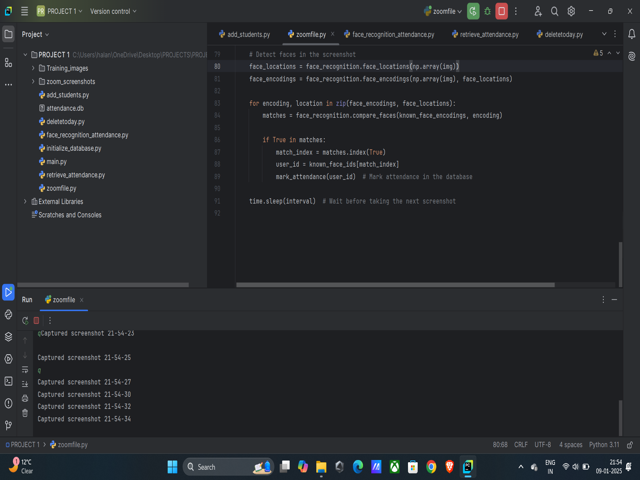 PR PROJECT 1
Version control
zoomfile
add_students.py
zoomfile.py
face_recognition_attendance.py
retrieve_attendance.py
deletetoday.py
Project
PROJECT 1
Training_images
zoom_screenshots
add_students.py
attendance.db
deletetoday.py
face_recognition_attendance.py
initialize_database.py
main.py
retrieve_attendance.py
zoomfile.py
External Libraries
Scratches and Consoles
5
79 # Detect faces in the screenshot
80 face_locations = face_recognition.face_locations(np.array(img))
81 face_encodings = face_recognition.face_encodings(np.array(img), face_locations)
82
83 for encoding, location in zip(face_encodings, face_locations):
84 matches = face_recognition.compare_faces(known_face_encodings, encoding)
85
86 if True in matches:
87 match_index = matches.index(True)
88 user_id = known_face_ids[match_index]
89 mark_attendance(user_id) # Mark attendance in the database
90
91 time.sleep(interval) # Wait before taking the next screenshot
92
Run
zoomfile
@Captured screenshot 21-54-23
Captured screenshot 21-54-25
@
Captured screenshot 21-54-27
Captured screenshot 21-54-30
Captured screenshot 21-54-32
Captured screenshot 21-54-34
PROJECT 1
zoomfile.py
80:68
CRLF
UTF-8
4 spaces
Python 3.11
12°C
Clear
Search
ENG
IN
21:54
09-01-2025